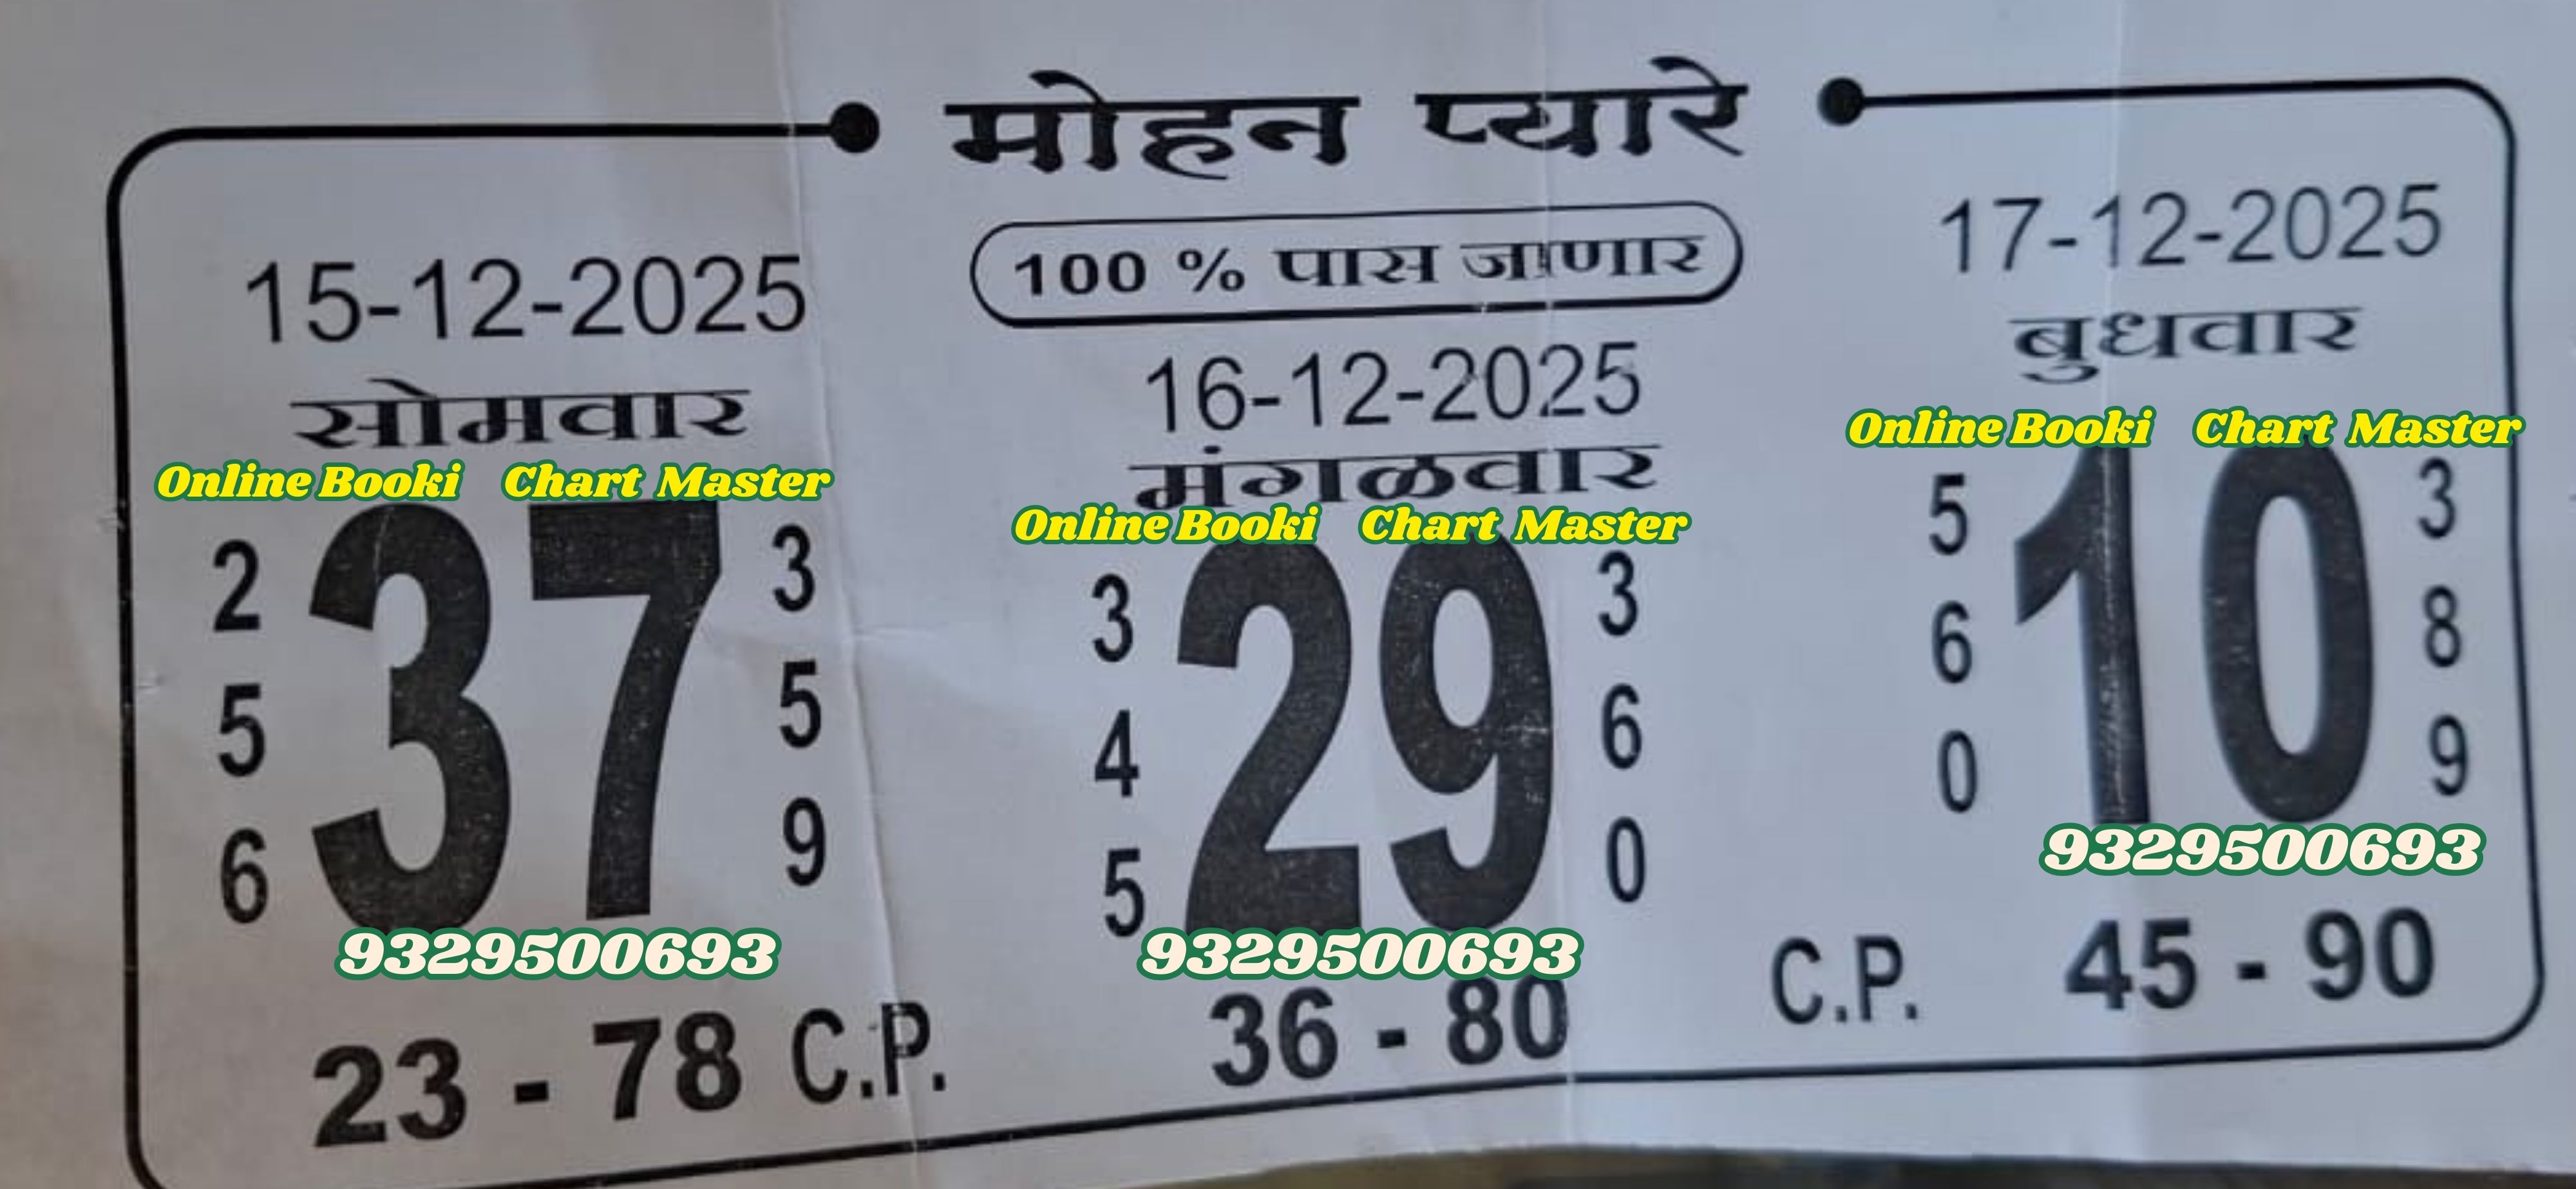 मोहन प्यारे
100 % पास जाणार
15-12-2025
सोमवार
Online Booki Chart Master
2 37 3
5 5
6 9
9329500693
23 - 78 C.P.
16-12-2025
मंगळवार
Online Booki Chart Master
3 29 3
4 6
5 0
9329500693
36 - 80
17-12-2025
बुधवार
Online Booki Chart Master
5 10 3
6 8
0 9
9329500693
C.P. 45 - 90